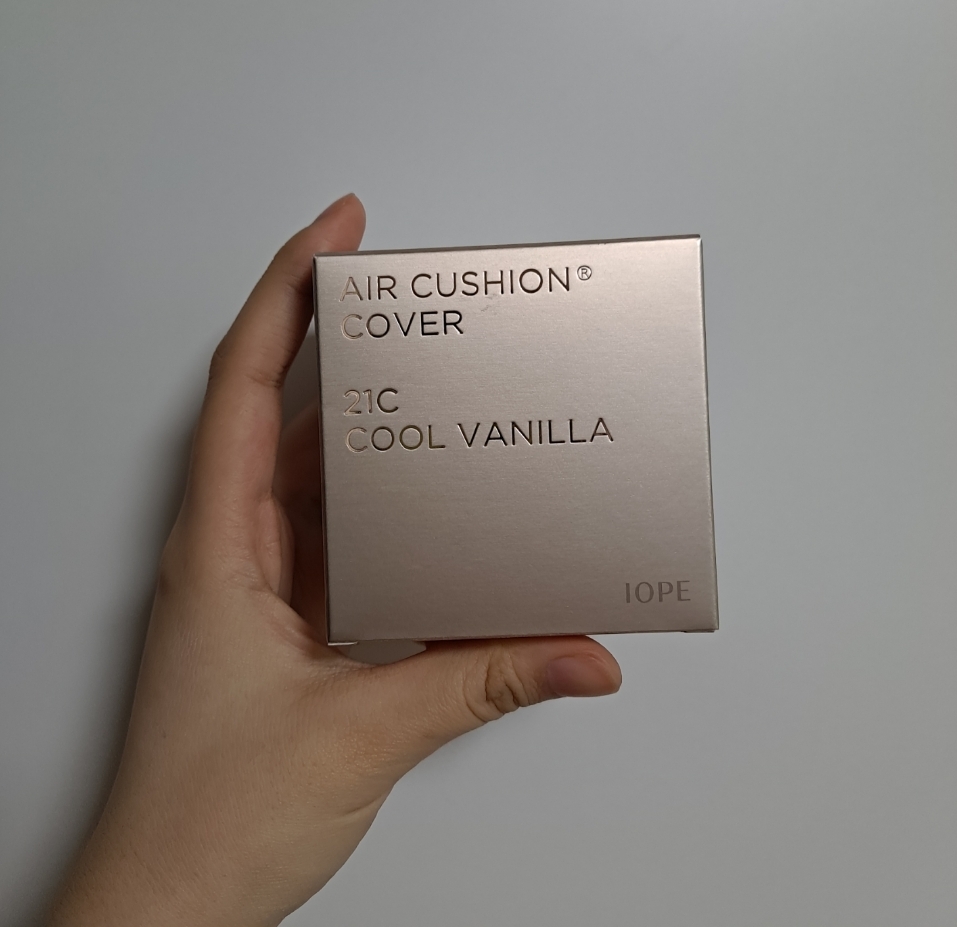 AIR CUSHION®
COVER
21C
COOL VANILLA
IOPE